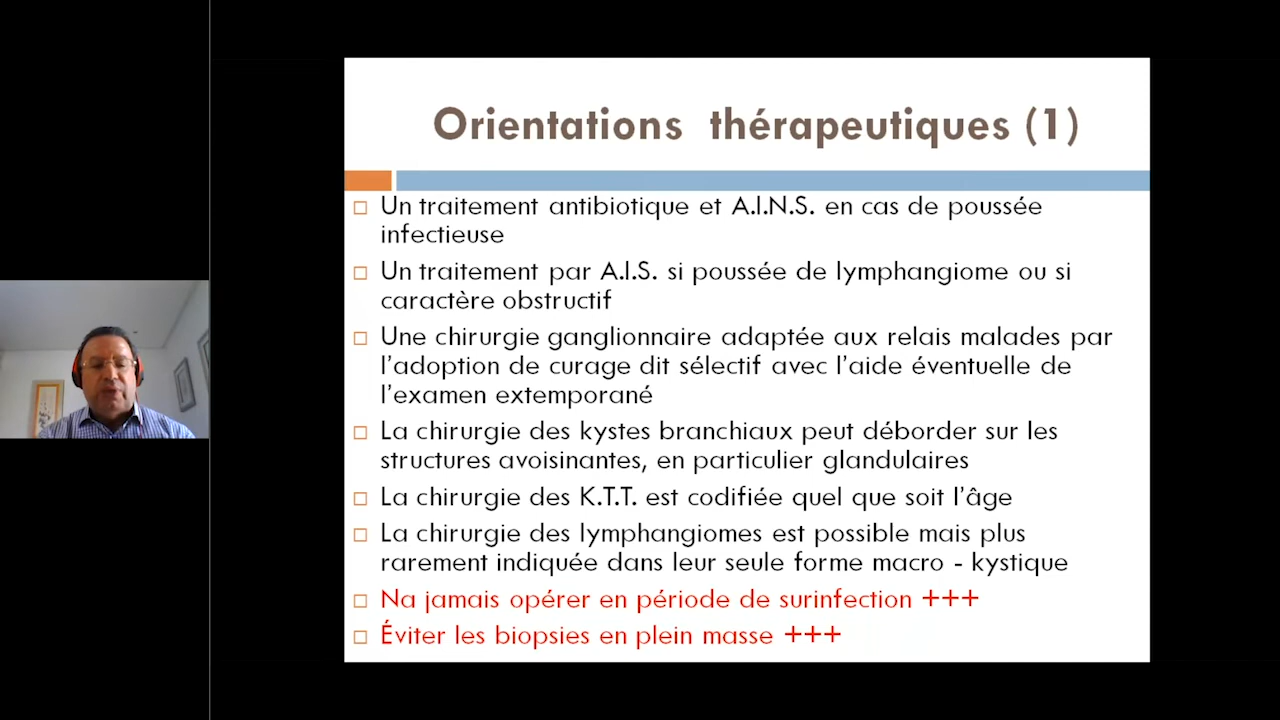 Orientations thérapeutiques (1)
Un traitement antibiotique et A.I.N.S. en cas de poussée
infectieuse
Un traitement par A.I.S. si poussée de lymphangiome ou si
caractère obstructif
Une chirurgie ganglionnaire adaptée aux relais malades par
l'adoption de curage dit sélectif avec l'aide éventuelle de
l'examen extemporané
La chirurgie des kystes branchiaux peut déborder sur les
structures avoisinantes, en particulier glandulaires
La chirurgie des K.T.T. est codifiée quel que soit l'âge
La chirurgie des lymphangiomes est possible mais plus
rarement indiquée dans leur seule forme macro - kystique
Na jamais opérer en période de surinfection +++
Éviter les biopsies en plein masse +++